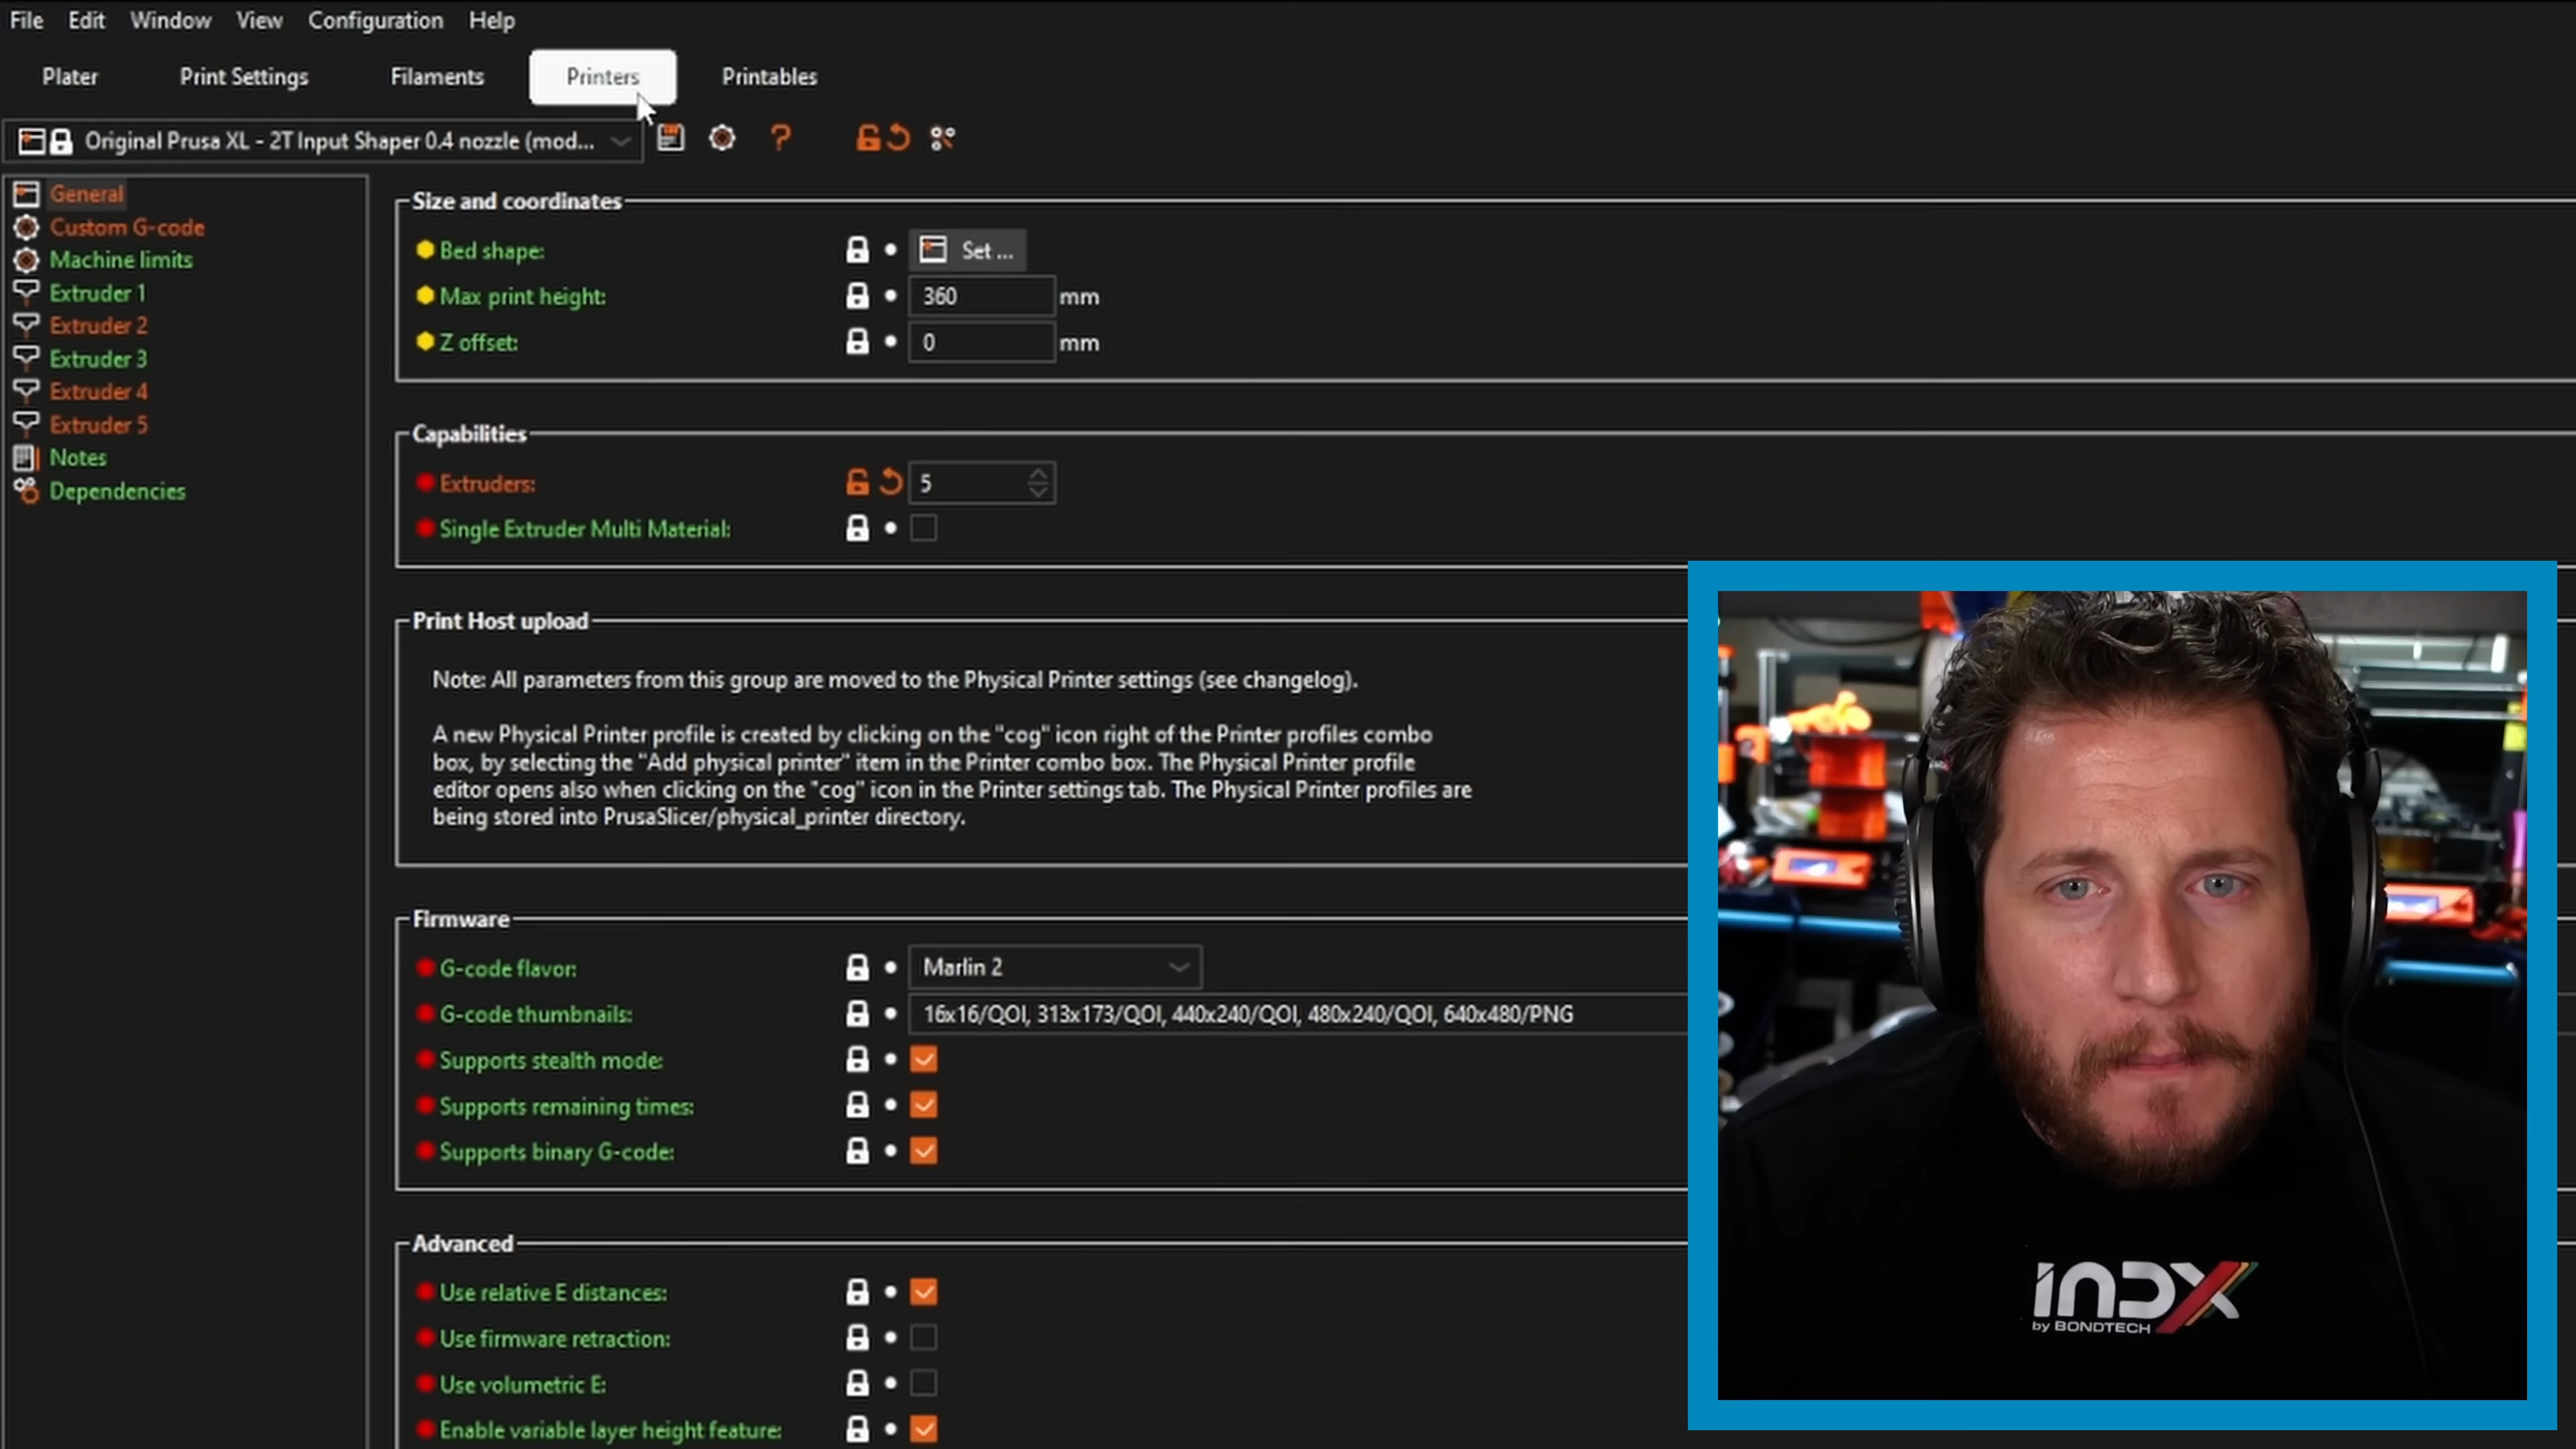 File Edit Window View Configuration Help
Plater Print Settings Filaments Printers Printables
Original Prusa XL - 2T Input Shaper 0.4 nozzle (mod...
?
General
Custom G-code
Machine limits
Extruder 1
Extruder 2
Extruder 3
Extruder 4
Extruder 5
Notes
Dependencies
Size and coordinates
Bed shape: Set ...
Max print height: 360 mm
Z offset: 0 mm
Capabilities
Extruders: 5
Single Extruder Multi Material:
Print Host upload
Note: All parameters from this group are moved to the Physical Printer settings (see changelog).
A new Physical Printer profile is created by clicking on the "cog" icon right of the Printer profiles combo
box, by selecting the "Add physical printer" item in the Printer combo box. The Physical Printer profile
editor opens also when clicking on the "cog" icon in the Printer settings tab. The Physical Printer profiles are
being stored into PrusaSlicer/physical_printer directory.
Firmware
G-code flavor: Marlin 2
G-code thumbnails: 16x16/QOI, 313x173/QOI, 440x240/QOI, 480x240/QOI, 640x480/PNG
Supports stealth mode:
Supports remaining times:
Supports binary G-code:
Advanced
Use relative E distances:
Use firmware retraction:
Use volumetric E:
Enable variable layer height feature:
INDX
by BONDTECH